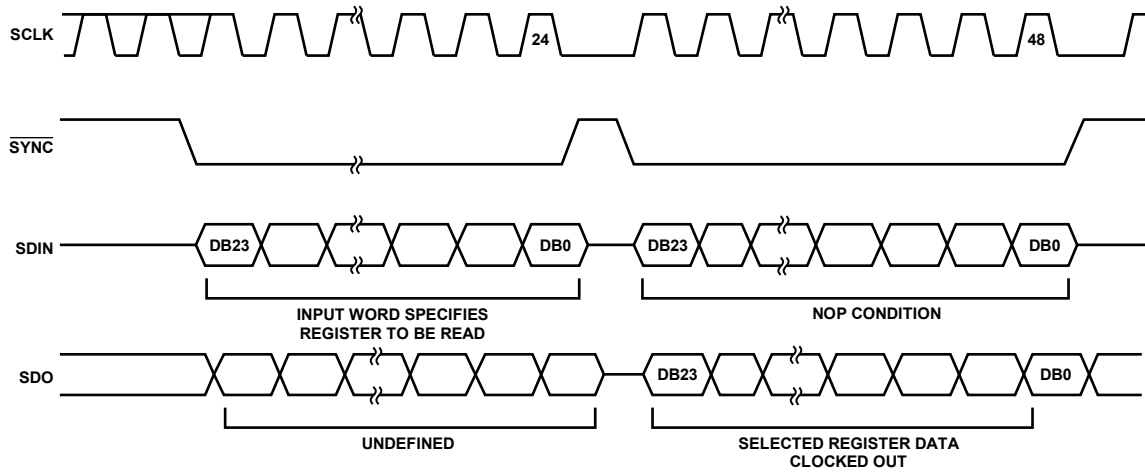 SCLK
24
48
SYNC
SDIN
DB23
DB0
DB23
DB0
INPUT WORD SPECIFIES
REGISTER TO BE READ
NOP CONDITION
SDO
DB23
DB0
UNDEFINED
SELECTED REGISTER DATA
CLOCKED OUT